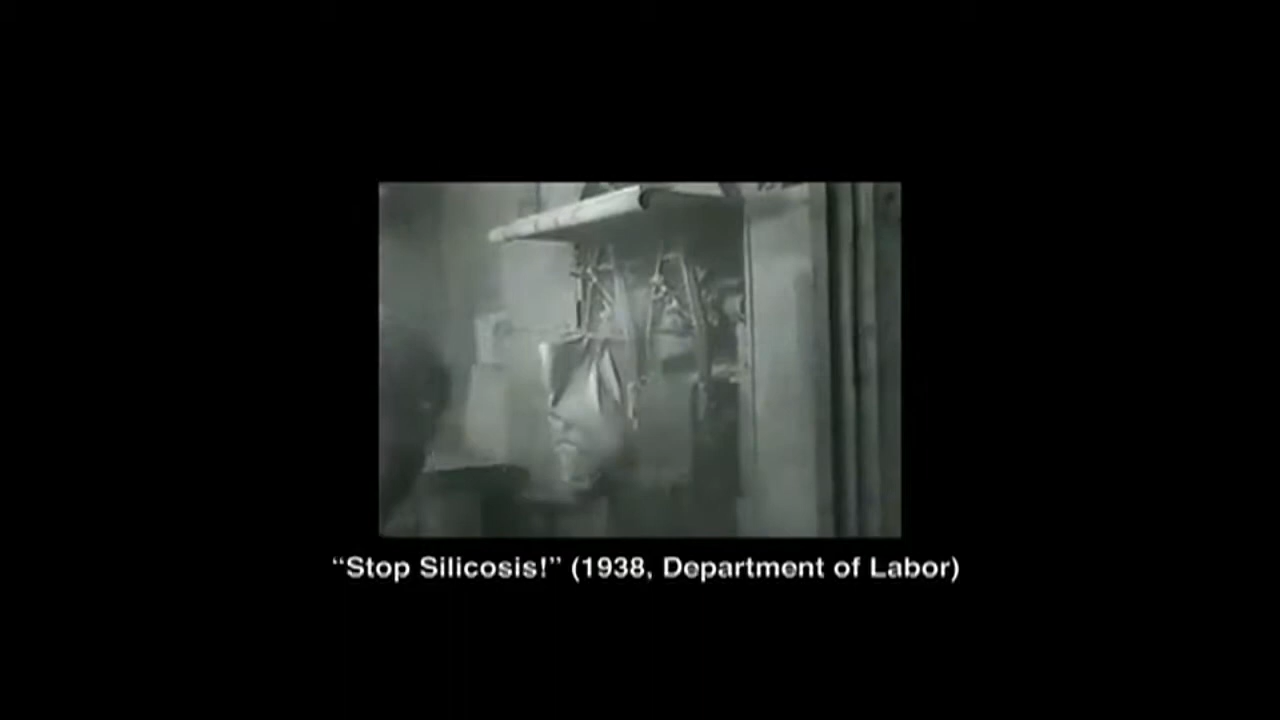 “Stop Silicosis!” (1938, Department of Labor)